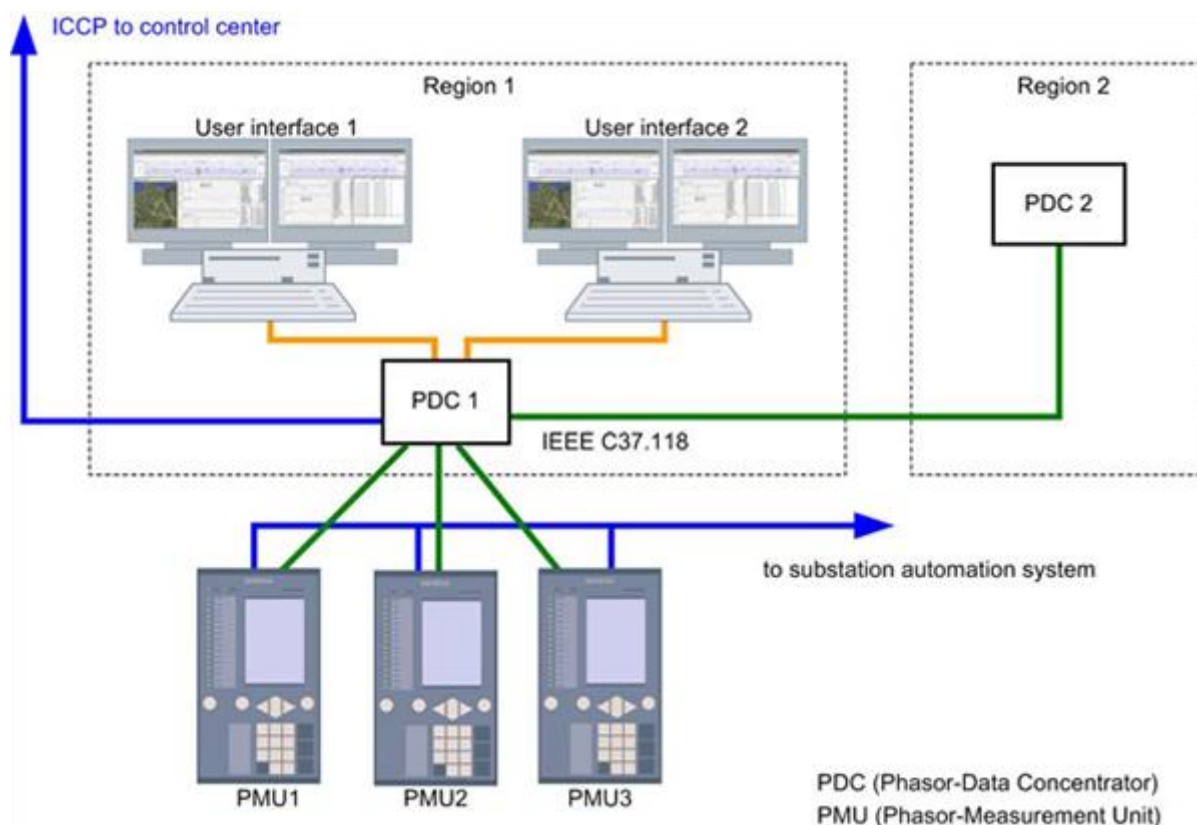 ICCP to control center
Region 1
Region 2
User interface 1
User interface 2
PDC 2
PDC 1
IEEE C37.118
to substation automation system
PMU1
PMU2
PMU3
PDC (Phasor-Data Concentrator)
PMU (Phasor-Measurement Unit)